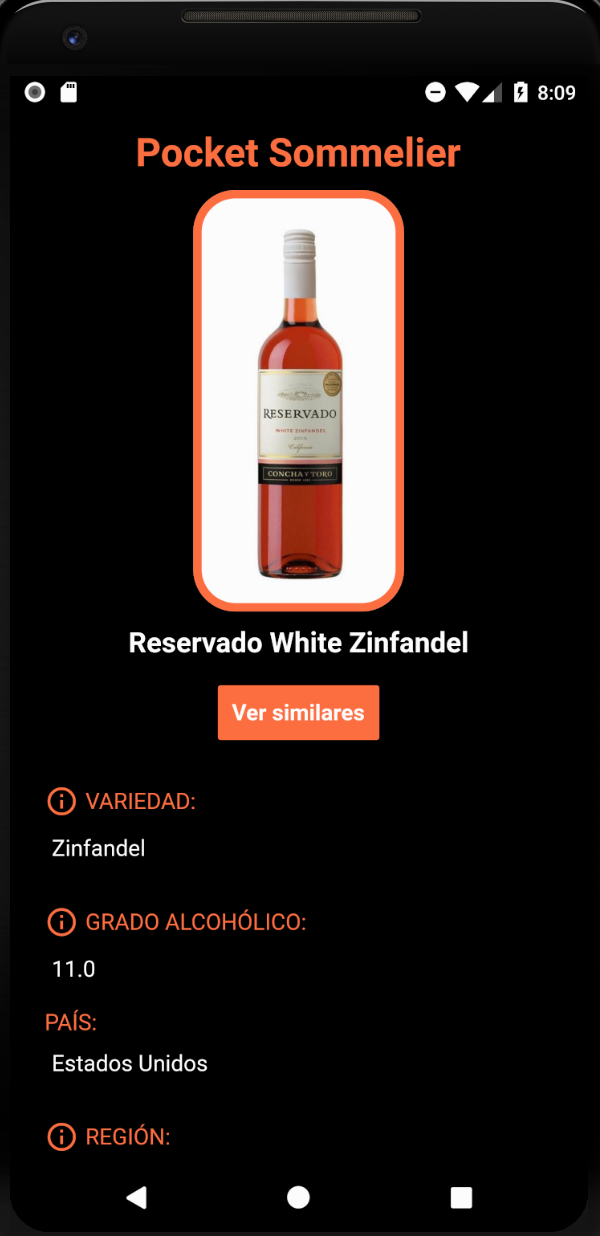 8:09
Pocket Sommelier
RESERVADO
WHITE ZINFANDEL
California
CONCHA Y TORO
Reservado White Zinfandel
Ver similares
VARIEDAD:
Zinfandel
GRADO ALCOHÓLICO:
11.0
PAÍS:
Estados Unidos
REGIÓN: